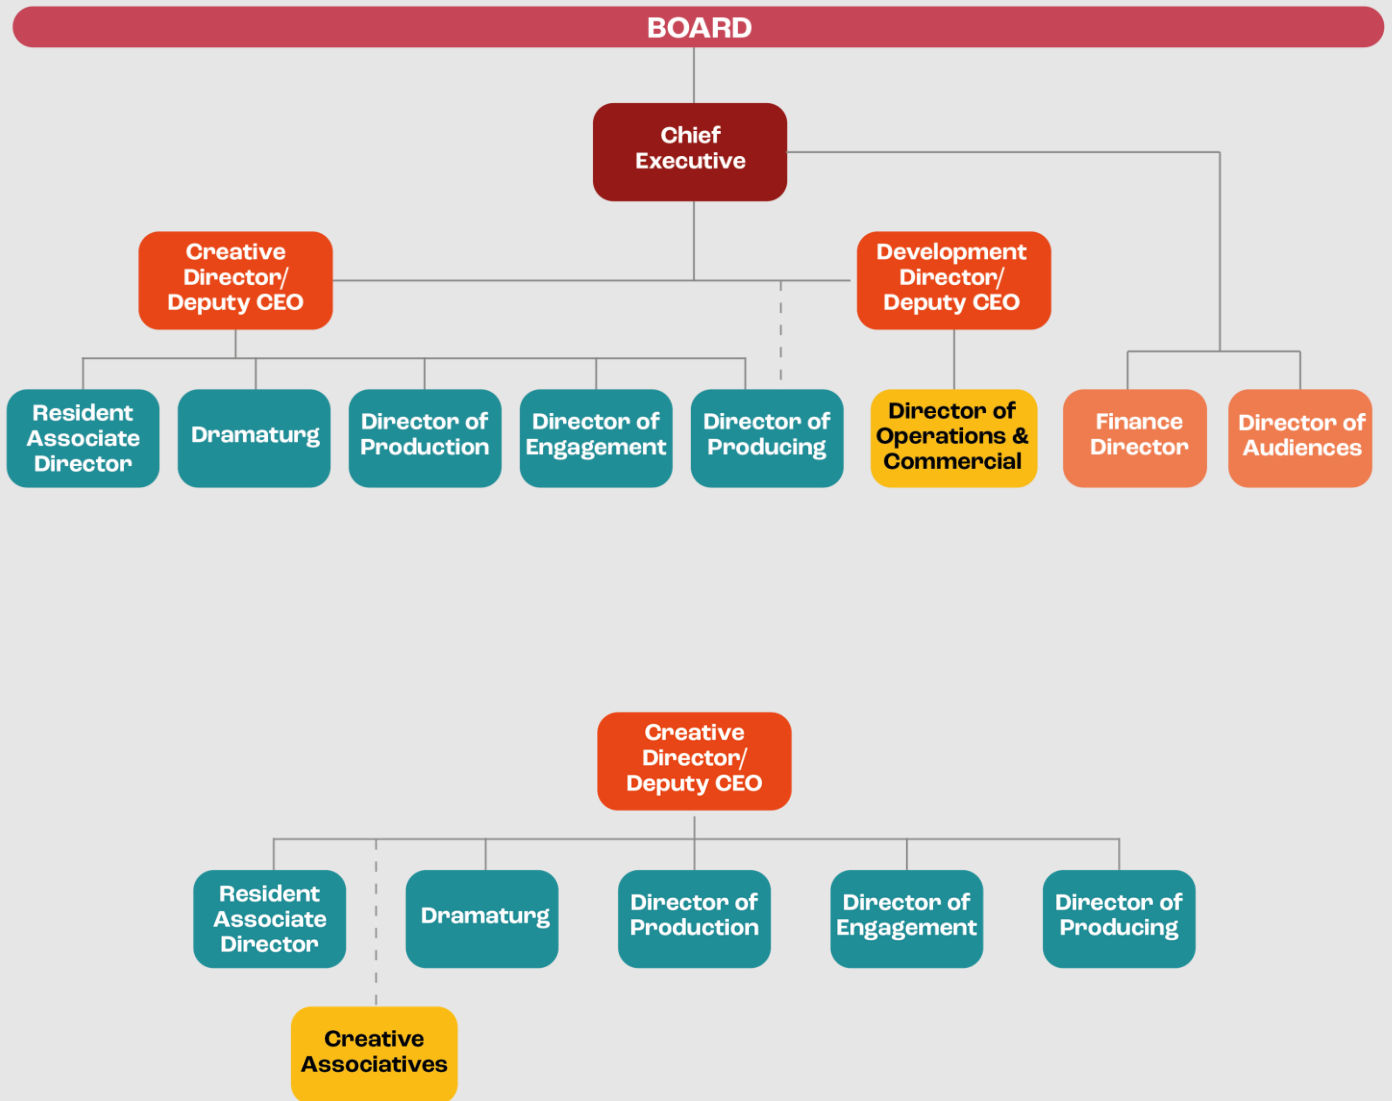 BOARD
Chief
Executive
Creative
Director/
Deputy CEO
Development
Director/
Deputy CEO
Resident
Associate
Director
Dramaturg
Director of
Production
Director of
Engagement
Director of
Producing
Director of
Operations &
Commercial
Finance
Director
Director of
Audiences
Creative
Director/
Deputy CEO
Resident
Associate
Director
Dramaturg
Director of
Production
Director of
Engagement
Director of
Producing
Creative
Associatives